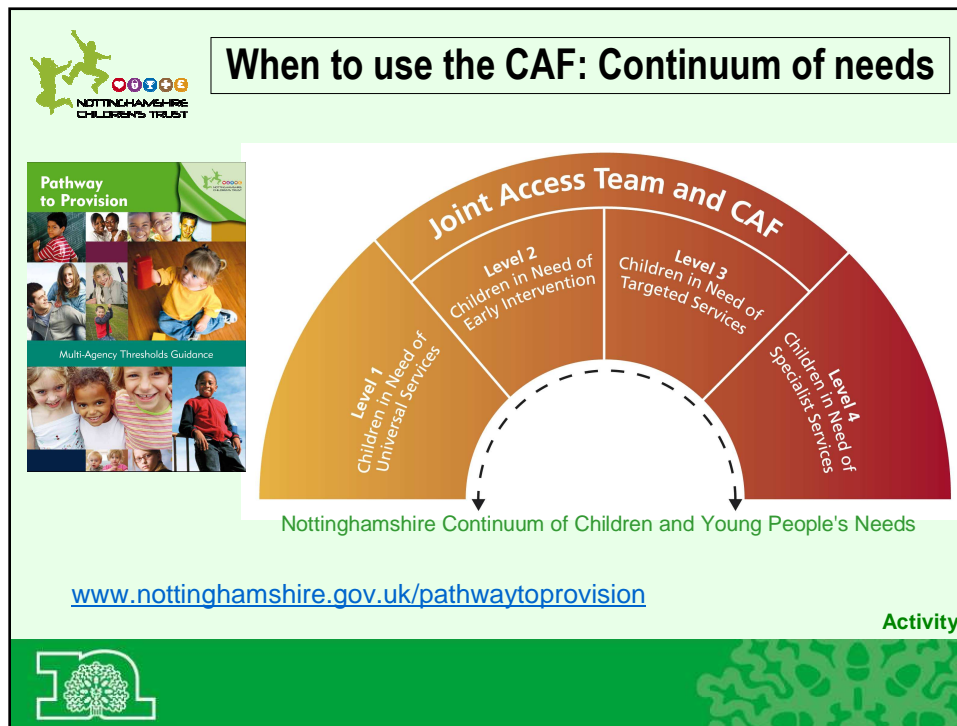 When to use the CAF: Continuum of needs
NOTTINGHAMSHIRE
CHILDREN'S TRUST
Pathway
to Provision
Multi-Agency Thresholds Guidance
Joint Access Team and CAF
Level 1
Children in Need of
Universal Services
Level 2
Children in Need of
Early Intervention
Level 3
Children in Need of
Targeted Services
Level 4
Children in Need of
Specialist Services
Nottinghamshire Continuum of Children and Young People's Needs
www.nottinghamshire.gov.uk/pathwaytoprovision
Activity
n